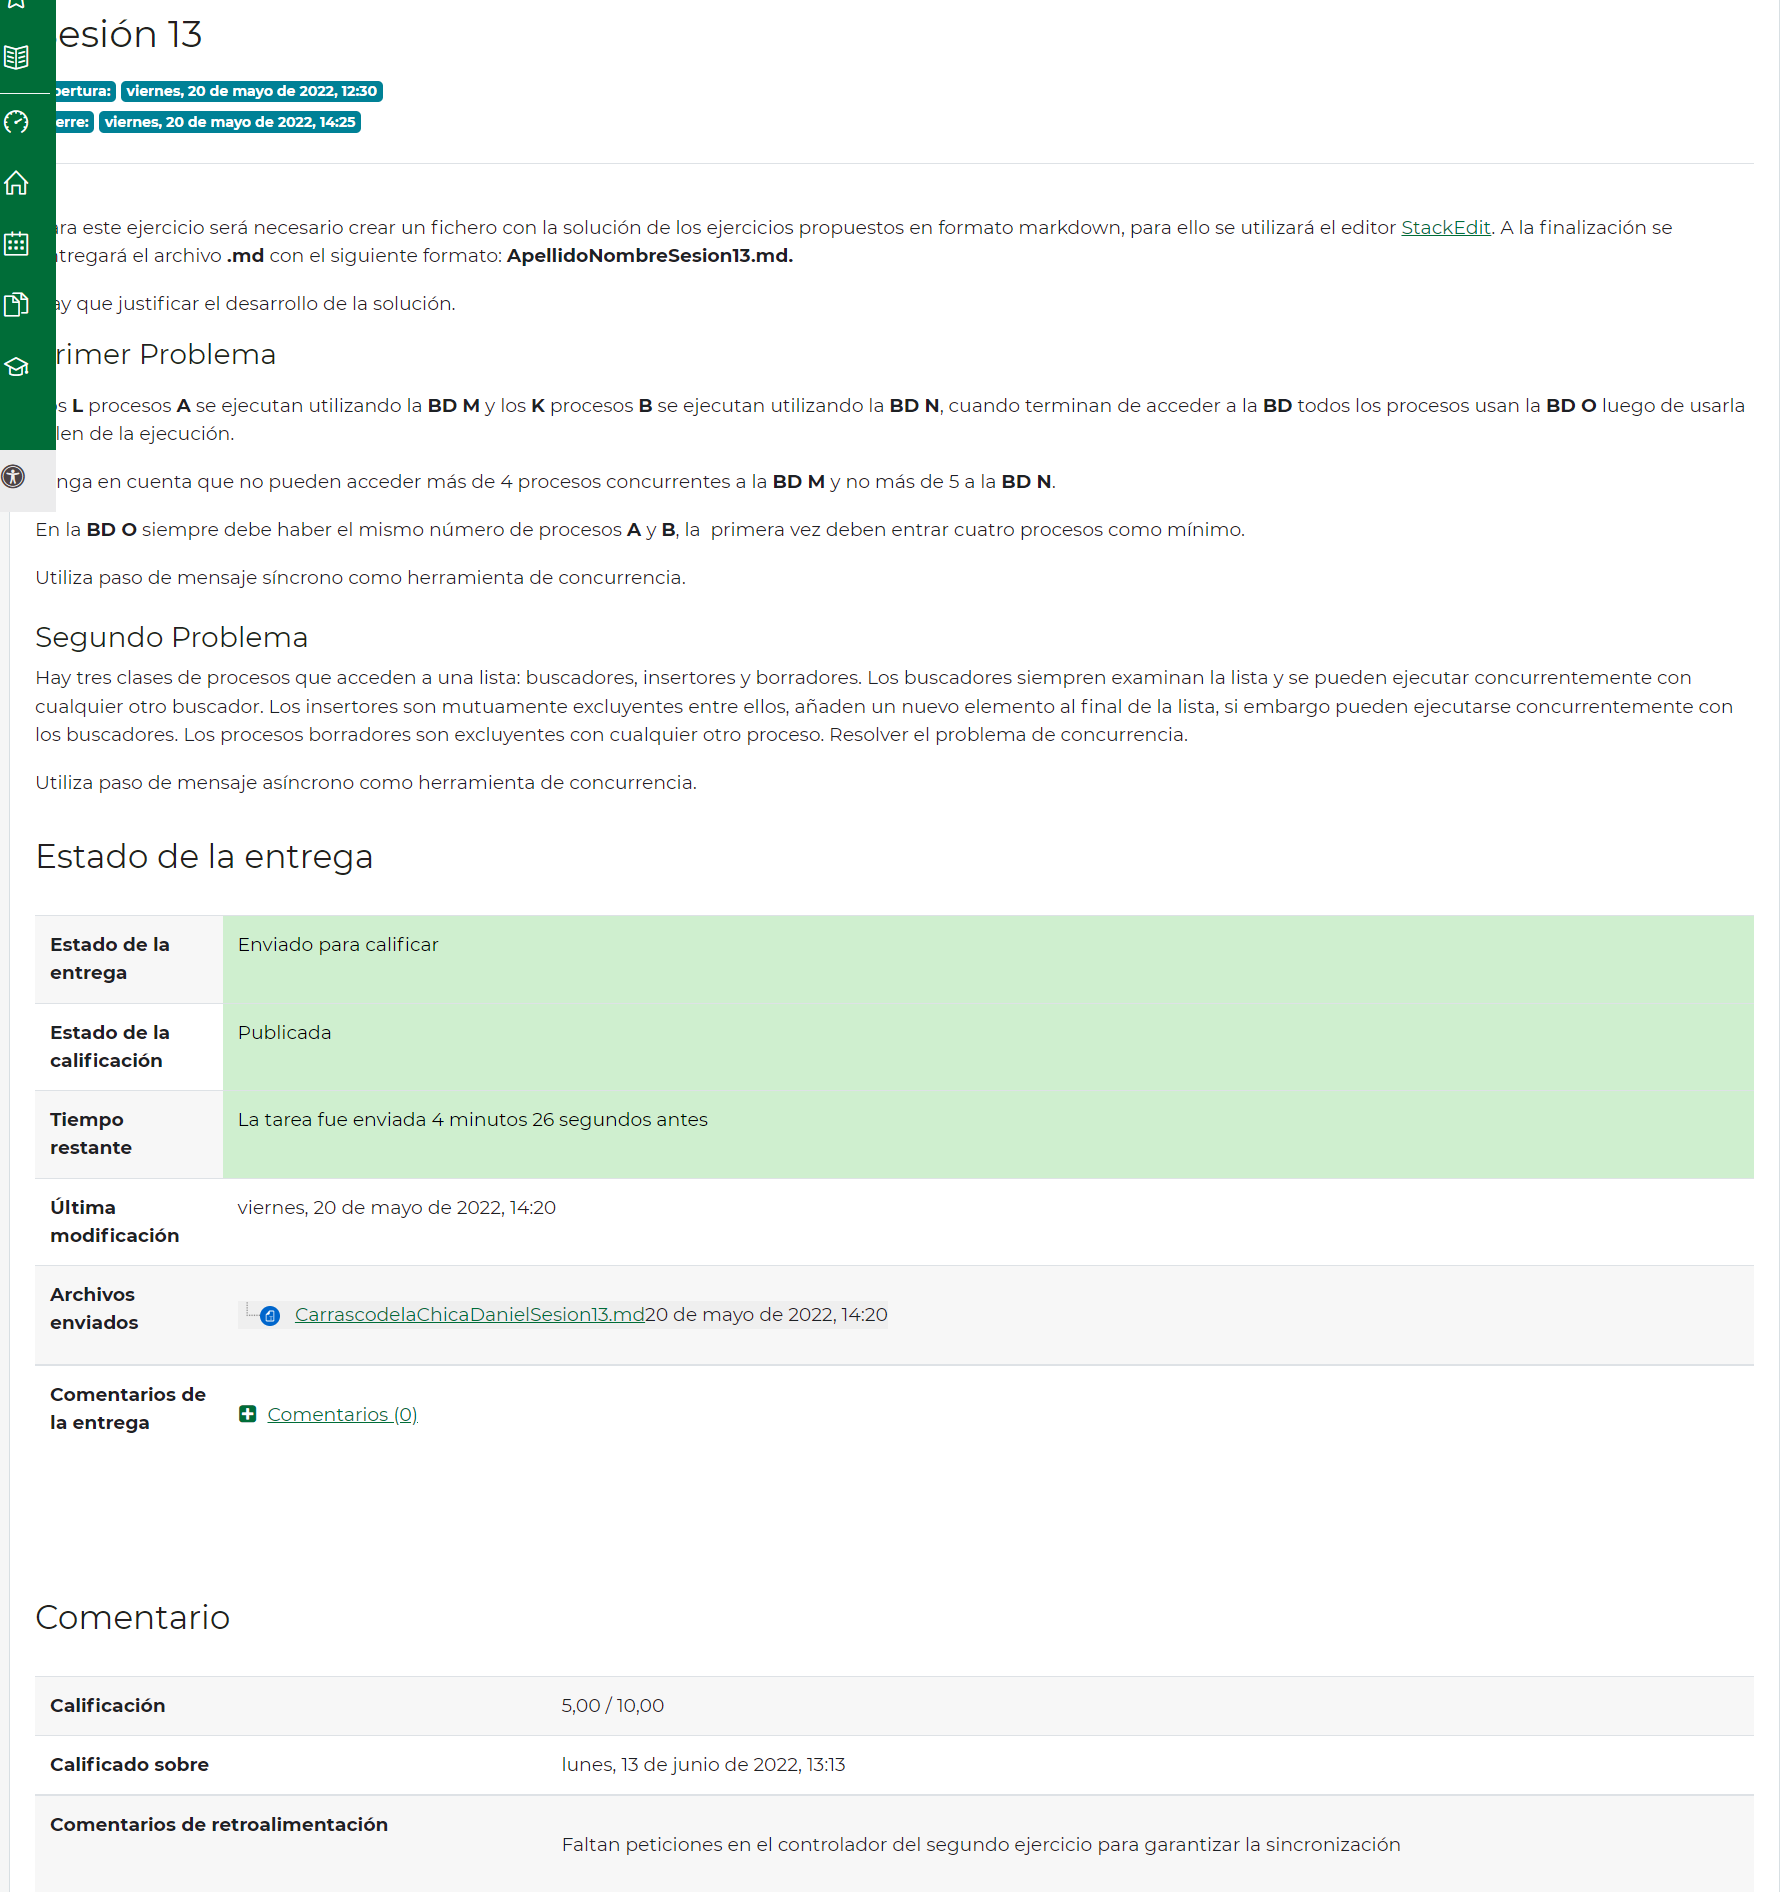 esión 13
pertura: viernes, 20 de mayo de 2022, 12:30
erre: viernes, 20 de mayo de 2022, 14:25
ara este ejercicio será necesario crear un fichero con la solución de los ejercicios propuestos en formato markdown, para ello se utilizará el editor StackEdit. A la finalización se
tregará el archivo .md con el siguiente formato: ApellidoNombreSesion13.md.
ay que justificar el desarrollo de la solución.
rimer Problema
s L procesos A se ejecutan utilizando la BD M y los K procesos B se ejecutan utilizando la BD N, cuando terminan de acceder a la BD todos los procesos usan la BD O luego de usarla
len de la ejecución.
nga en cuenta que no pueden acceder más de 4 procesos concurrentes a la BD M y no más de 5 a la BD N.
En la BD O siempre debe haber el mismo número de procesos A y B, la primera vez deben entrar cuatro procesos como mínimo.
Utiliza paso de mensaje síncrono como herramienta de concurrencia.
Segundo Problema
Hay tres clases de procesos que acceden a una lista: buscadores, insertores y borradores. Los buscadores siempren examinan la lista y se pueden ejecutar concurrentemente con
cualquier otro buscador. Los insertores son mutuamente excluyentes entre ellos, añaden un nuevo elemento al final de la lista, si embargo pueden ejecutarse concurrentemente con
los buscadores. Los procesos borradores son excluyentes con cualquier otro proceso. Resolver el problema de concurrencia.
Utiliza paso de mensaje asíncrono como herramienta de concurrencia.
Estado de la entrega
Estado de la entrega
Enviado para calificar
Estado de la calificación
Publicada
Tiempo restante
La tarea fue enviada 4 minutos 26 segundos antes
Última modificación
viernes, 20 de mayo de 2022, 14:20
Archivos enviados
CarrascodelaChicaDanielSesion13.md20 de mayo de 2022, 14:20
Comentarios de la entrega
Comentarios (0)
Comentario
Calificación
5,00 / 10,00
Calificado sobre
lunes, 13 de junio de 2022, 13:13
Comentarios de retroalimentación
Faltan peticiones en el controlador del segundo ejercicio para garantizar la sincronización